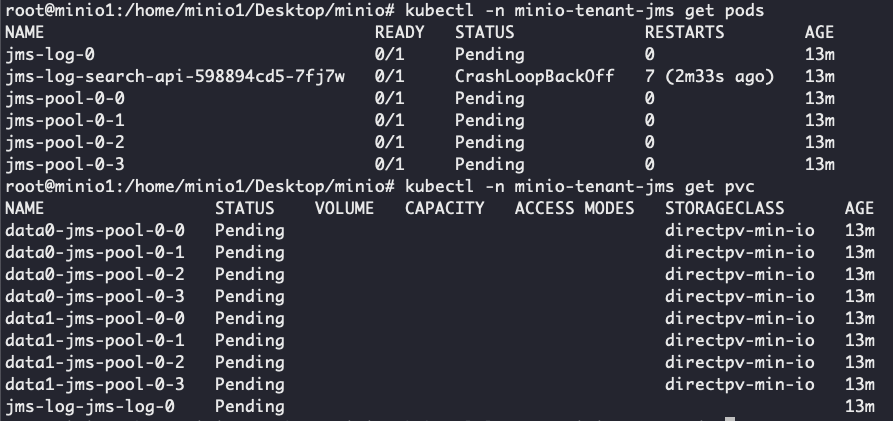 root@minio1:/home/minio1/Desktop/minio# kubectl -n minio-tenant-jms get pods
NAME READY STATUS RESTARTS AGE
jms-log-0 0/1 Pending 0 13m
jms-log-search-api-598894cd5-7fj7w 0/1 CrashLoopBackOff 7 (2m33s ago) 13m
jms-pool-0-0 0/1 Pending 0 13m
jms-pool-0-1 0/1 Pending 0 13m
jms-pool-0-2 0/1 Pending 0 13m
jms-pool-0-3 0/1 Pending 0 13m
root@minio1:/home/minio1/Desktop/minio# kubectl -n minio-tenant-jms get pvc
NAME STATUS VOLUME CAPACITY ACCESS MODES STORAGECLASS AGE
data0-jms-pool-0-0 Pending directpv-min-io 13m
data0-jms-pool-0-1 Pending directpv-min-io 13m
data0-jms-pool-0-2 Pending directpv-min-io 13m
data0-jms-pool-0-3 Pending directpv-min-io 13m
data1-jms-pool-0-0 Pending directpv-min-io 13m
data1-jms-pool-0-1 Pending directpv-min-io 13m
data1-jms-pool-0-2 Pending directpv-min-io 13m
data1-jms-pool-0-3 Pending directpv-min-io 13m
jms-log-jms-log-0 Pending 13m